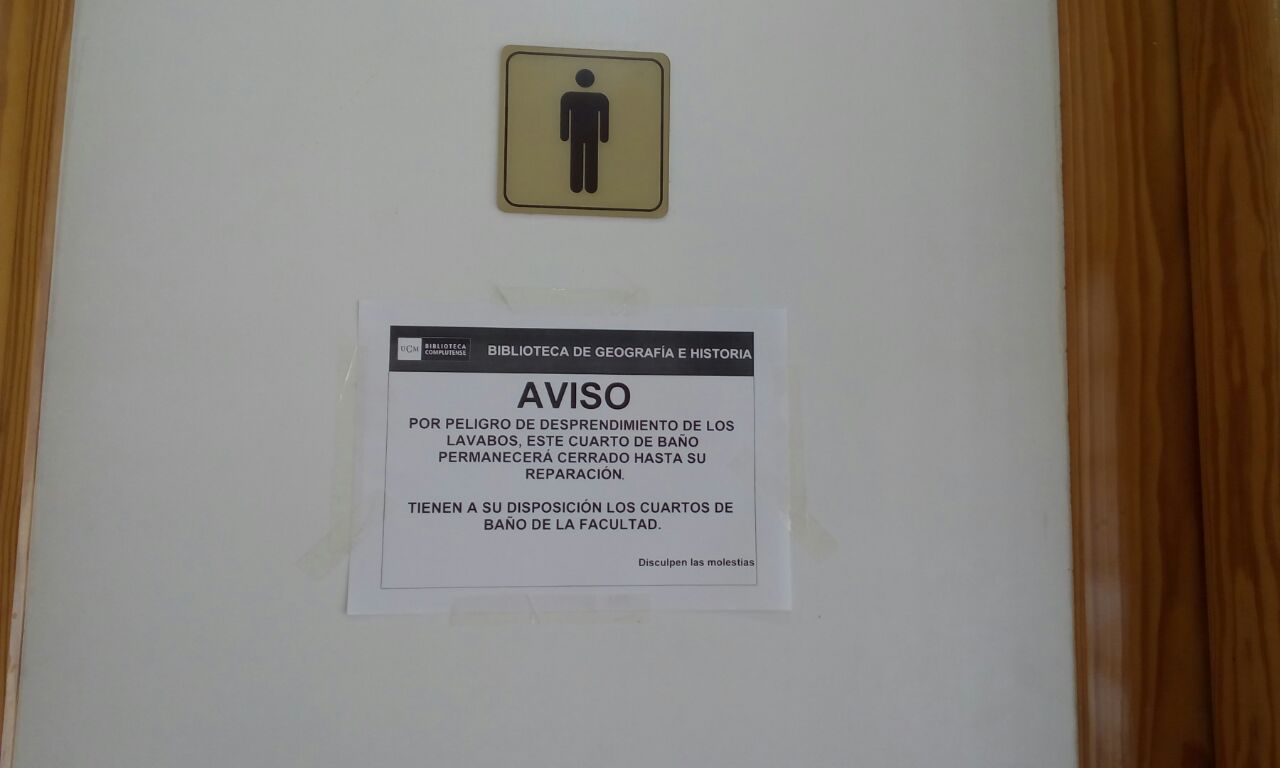 UCM BIBLIOTECA
COMPLUTENSE
BIBLIOTECA DE GEOGRAFÍA E HISTORIA
AVISO
POR PELIGRO DE DESPRENDIMIENTO DE LOS
LAVABOS, ESTE CUARTO DE BAÑO
PERMANECERÁ CERRADO HASTA SU
REPARACIÓN.
TIENEN A SU DISPOSICIÓN LOS CUARTOS DE
BAÑO DE LA FACULTAD.
Disculpen las molestias